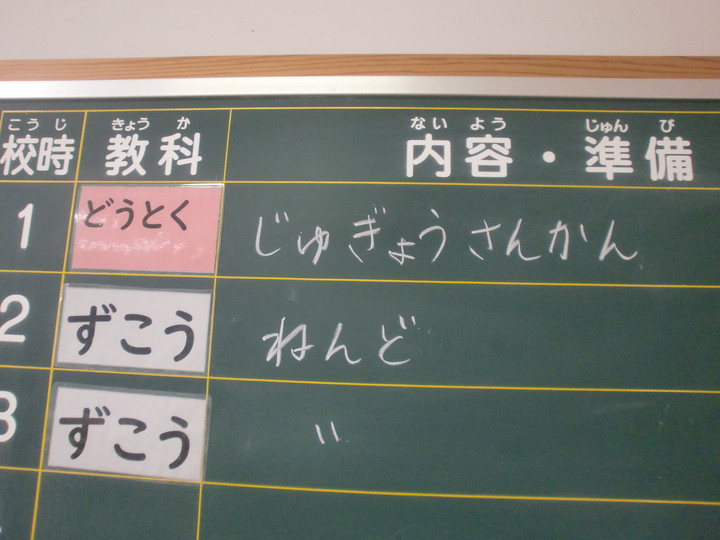 こうじ きょうか ないよう じゅんび
校時 教科 内容・準備
1 どうとく じゅぎょうさんかん
2 ずこう ねんど
3 ずこう 〃